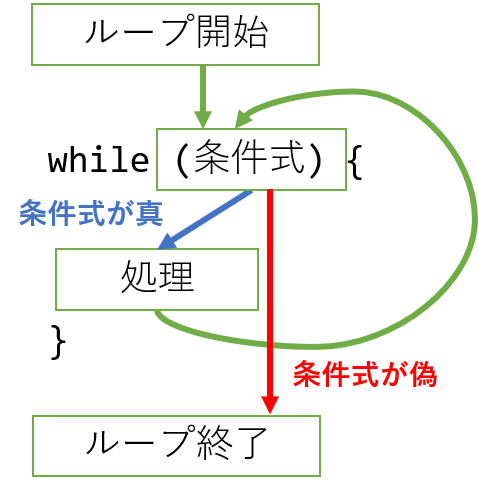 ループ開始
while (条件式) {
条件式が真
処理
}
条件式が偽
ループ終了